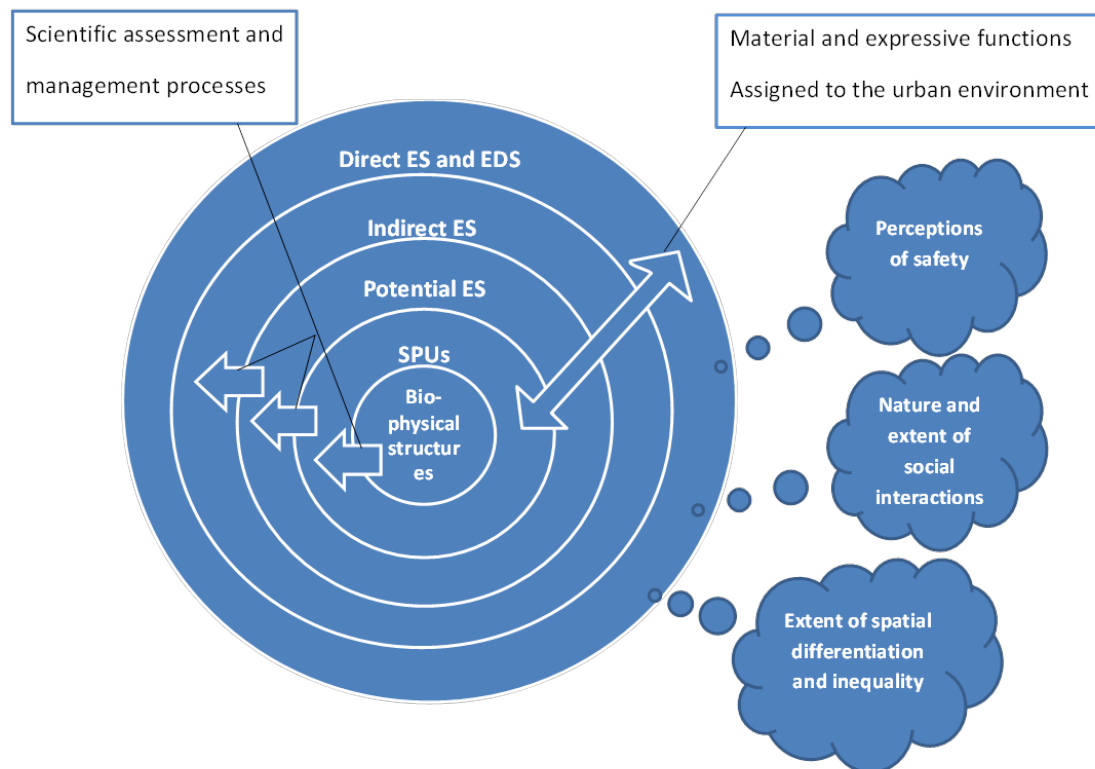 Scientific assessment and
management processes
Material and expressive functions
Assigned to the urban environment
Direct ES and EDS
Indirect ES
Potential ES
SPUs
Bio-
physical
structur
es
Perceptions
of safety
Nature and
extent of
social
interactions
Extent of spatial
differentiation
and inequality